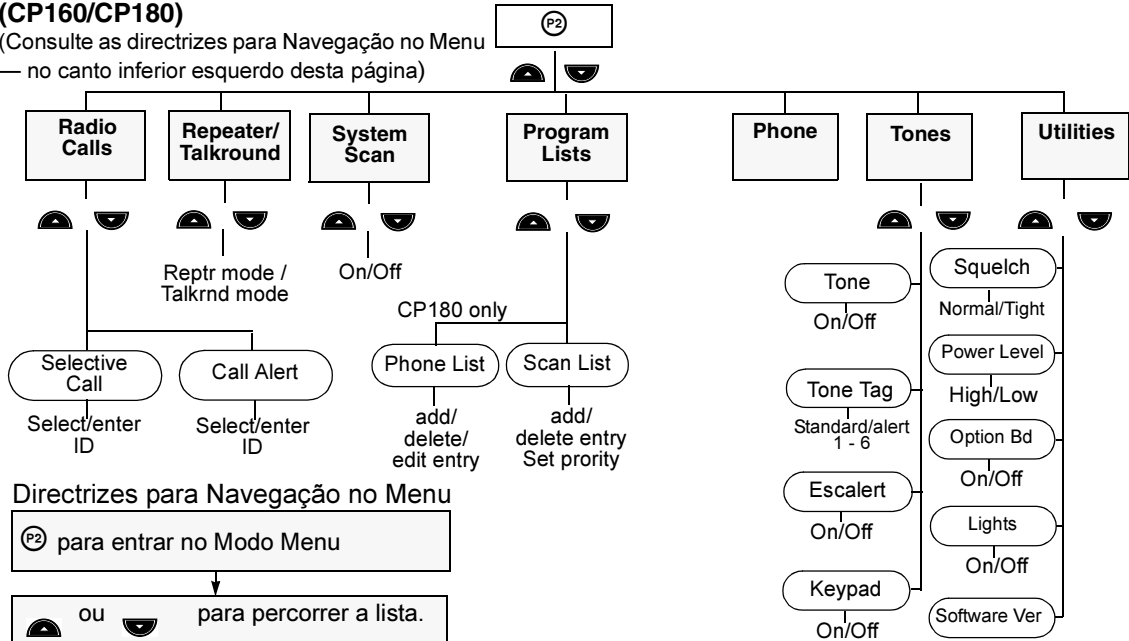 (CP160/CP180)
(Consulte as directrizes para Navegação no Menu
— no canto inferior esquerdo desta página)
P2
Radio
Calls
Repeater/
Talkround
System
Scan
Program
Lists
Phone
Tones
Utilities
Reptr mode /
Talkrnd mode
On/Off
CP180 only
Selective
Call
Select/enter
ID
Call Alert
Select/enter
ID
Phone List
add/
delete/
edit entry
Scan List
add/
delete entry
Set prority
Tone
On/Off
Tone Tag
Standard/alert
1 - 6
Escalert
On/Off
Keypad
On/Off
Squelch
Normal/Tight
Power Level
High/Low
Option Bd
On/Off
Lights
On/Off
Software Ver
Directrizes para Navegação no Menu
P2 para entrar no Modo Menu
ou para percorrer a lista.